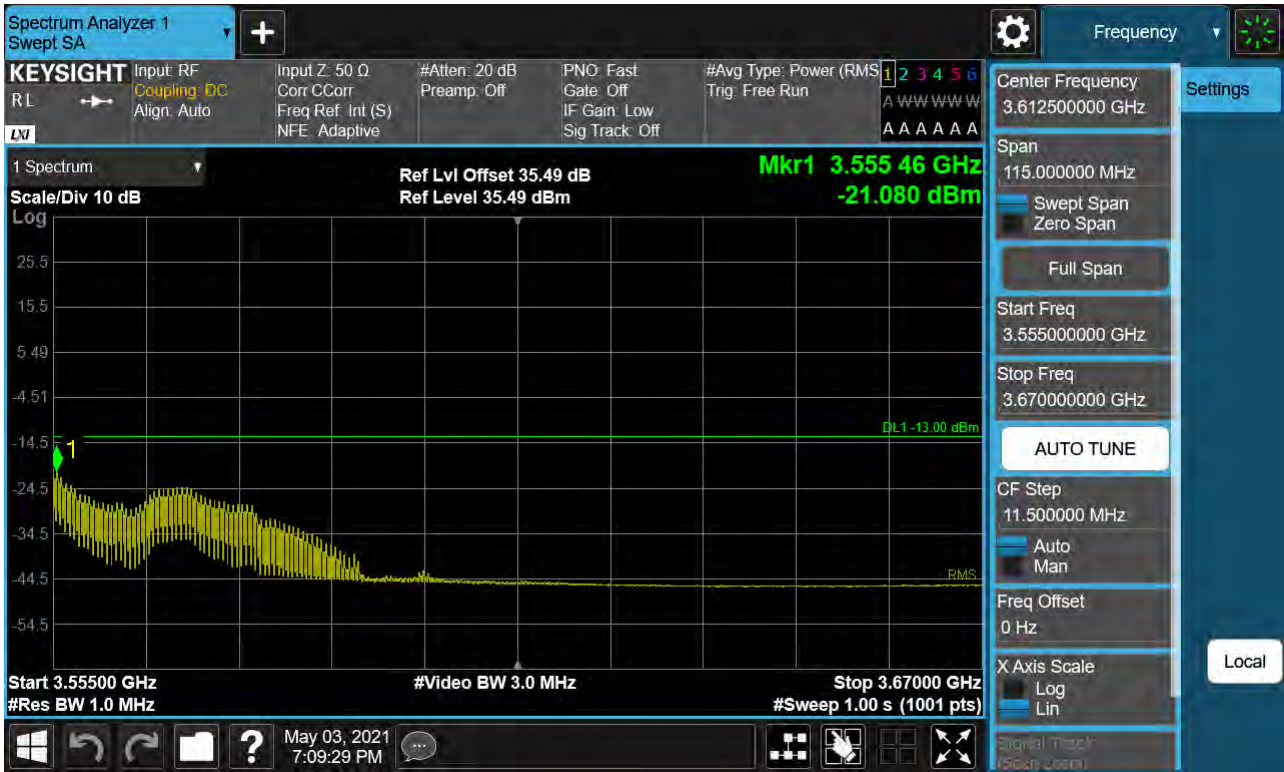 Spectrum Analyzer 1
Swept SA
Frequency
KEYSIGHT
RL
LXI
Input: RF
Coupling: DC
Align: Auto
Input Z: 50 Ω
Corr CCorr
Freq Ref: Int (S)
NFE: Adaptive
#Atten: 20 dB
Preamp: Off
PNO: Fast
Gate: Off
IF Gain: Low
Sig Track: Off
#Avg Type: Power (RMS
Trig: Free Run
1 2 3 4 5 6
A W W W W W
A A A A A A
1 Spectrum
Scale/Div 10 dB
Log
Ref Lvl Offset 35.49 dB
Ref Level 35.49 dBm
Mkr1 3.555 46 GHz
-21.080 dBm
25.5
15.5
5.49
-4.51
-14.5
-24.5
-34.5
-44.5
-54.5
1
DL1 -13.00 dBm
RMS
Start 3.55500 GHz
#Res BW 1.0 MHz
#Video BW 3.0 MHz
Stop 3.67000 GHz
#Sweep 1.00 s (1001 pts)
Center Frequency
3.612500000 GHz
Span
115.000000 MHz
Swept Span
Zero Span
Full Span
Start Freq
3.555000000 GHz
Stop Freq
3.670000000 GHz
AUTO TUNE
CF Step
11.500000 MHz
Auto
Man
Freq Offset
0 Hz
X Axis Scale
Log
Lin
Signal Track
(Span Zoom)
Settings
Local
?
May 03, 2021
7:09:29 PM